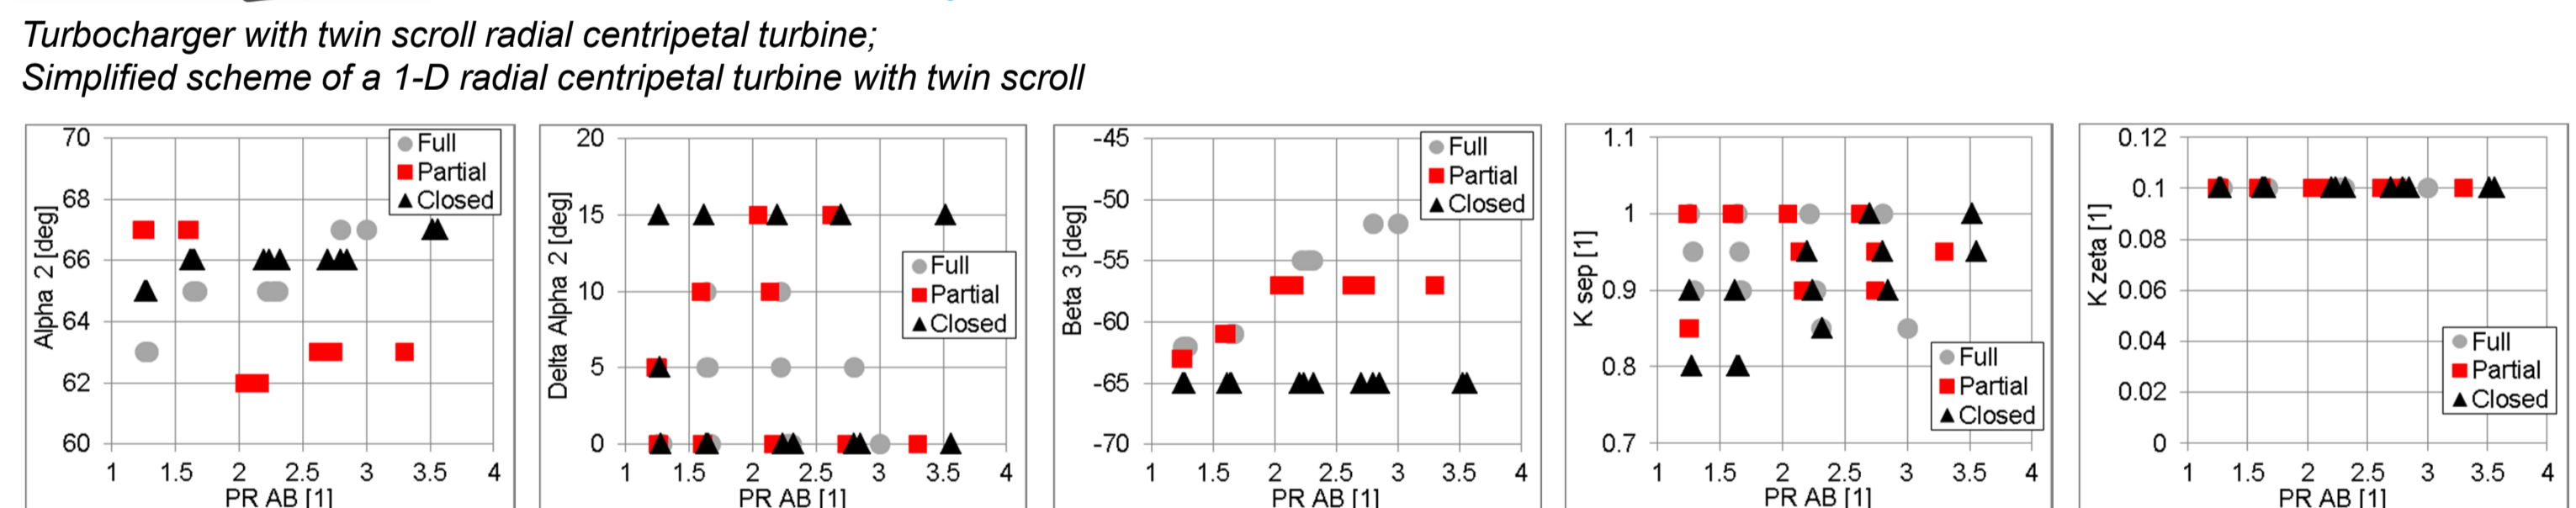 Turbocharger with twin scroll radial centripetal turbine;
Simplified scheme of a 1-D radial centripetal turbine with twin scroll
Alpha 2 [deg]
70
68
66
64
62
60
1 1.5 2 2.5 3 3.5 4
PR AB [1]
Full
Partial
Closed
Delta Alpha 2 [deg]
20
15
10
5
0
1 1.5 2 2.5 3 3.5 4
PR AB [1]
Full
Partial
Closed
Beta 3 [deg]
-45
-50
-55
-60
-65
-70
1 1.5 2 2.5 3 3.5 4
PR AB [1]
Full
Partial
Closed
K sep [1]
1.1
1
0.9
0.8
0.7
1 1.5 2 2.5 3 3.5 4
PR AB [1]
Full
Partial
Closed
K zeta [1]
0.12
0.1
0.08
0.06
0.04
0.02
0
1 1.5 2 2.5 3 3.5 4
PR AB [1]
Full
Partial
Closed